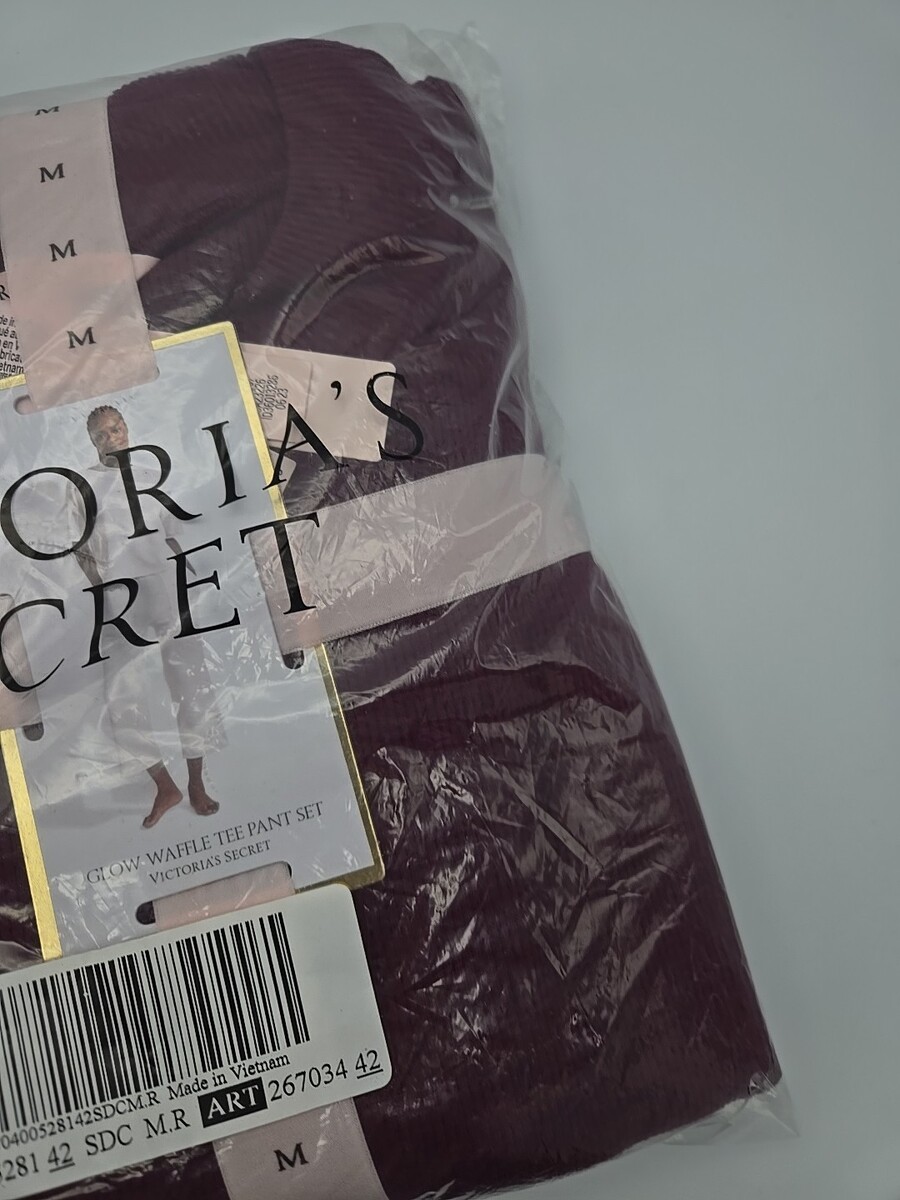 M
M
M
M
ORIA'S
CRET
GLOW WAFFLE TEE PANT SET
VICTORIA'S SECRET
0400528142SDCM.R Made in Vietnam
281 42 SDC M.R ART 267034 42
M